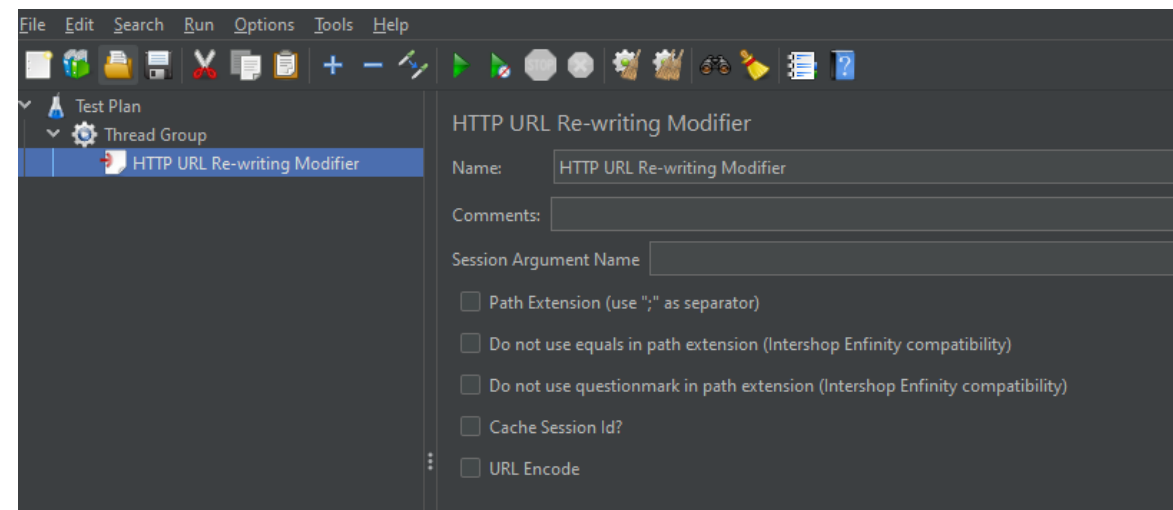 File Edit Search Run Options Tools Help
STOP
Test Plan
Thread Group
HTTP URL Re-writing Modifier
HTTP URL Re-writing Modifier
Name: HTTP URL Re-writing Modifier
Comments:
Session Argument Name
Path Extension (use ";" as separator)
Do not use equals in path extension (Intershop Enfinity compatibility)
Do not use questionmark in path extension (Intershop Enfinity compatibility)
Cache Session Id?
URL Encode